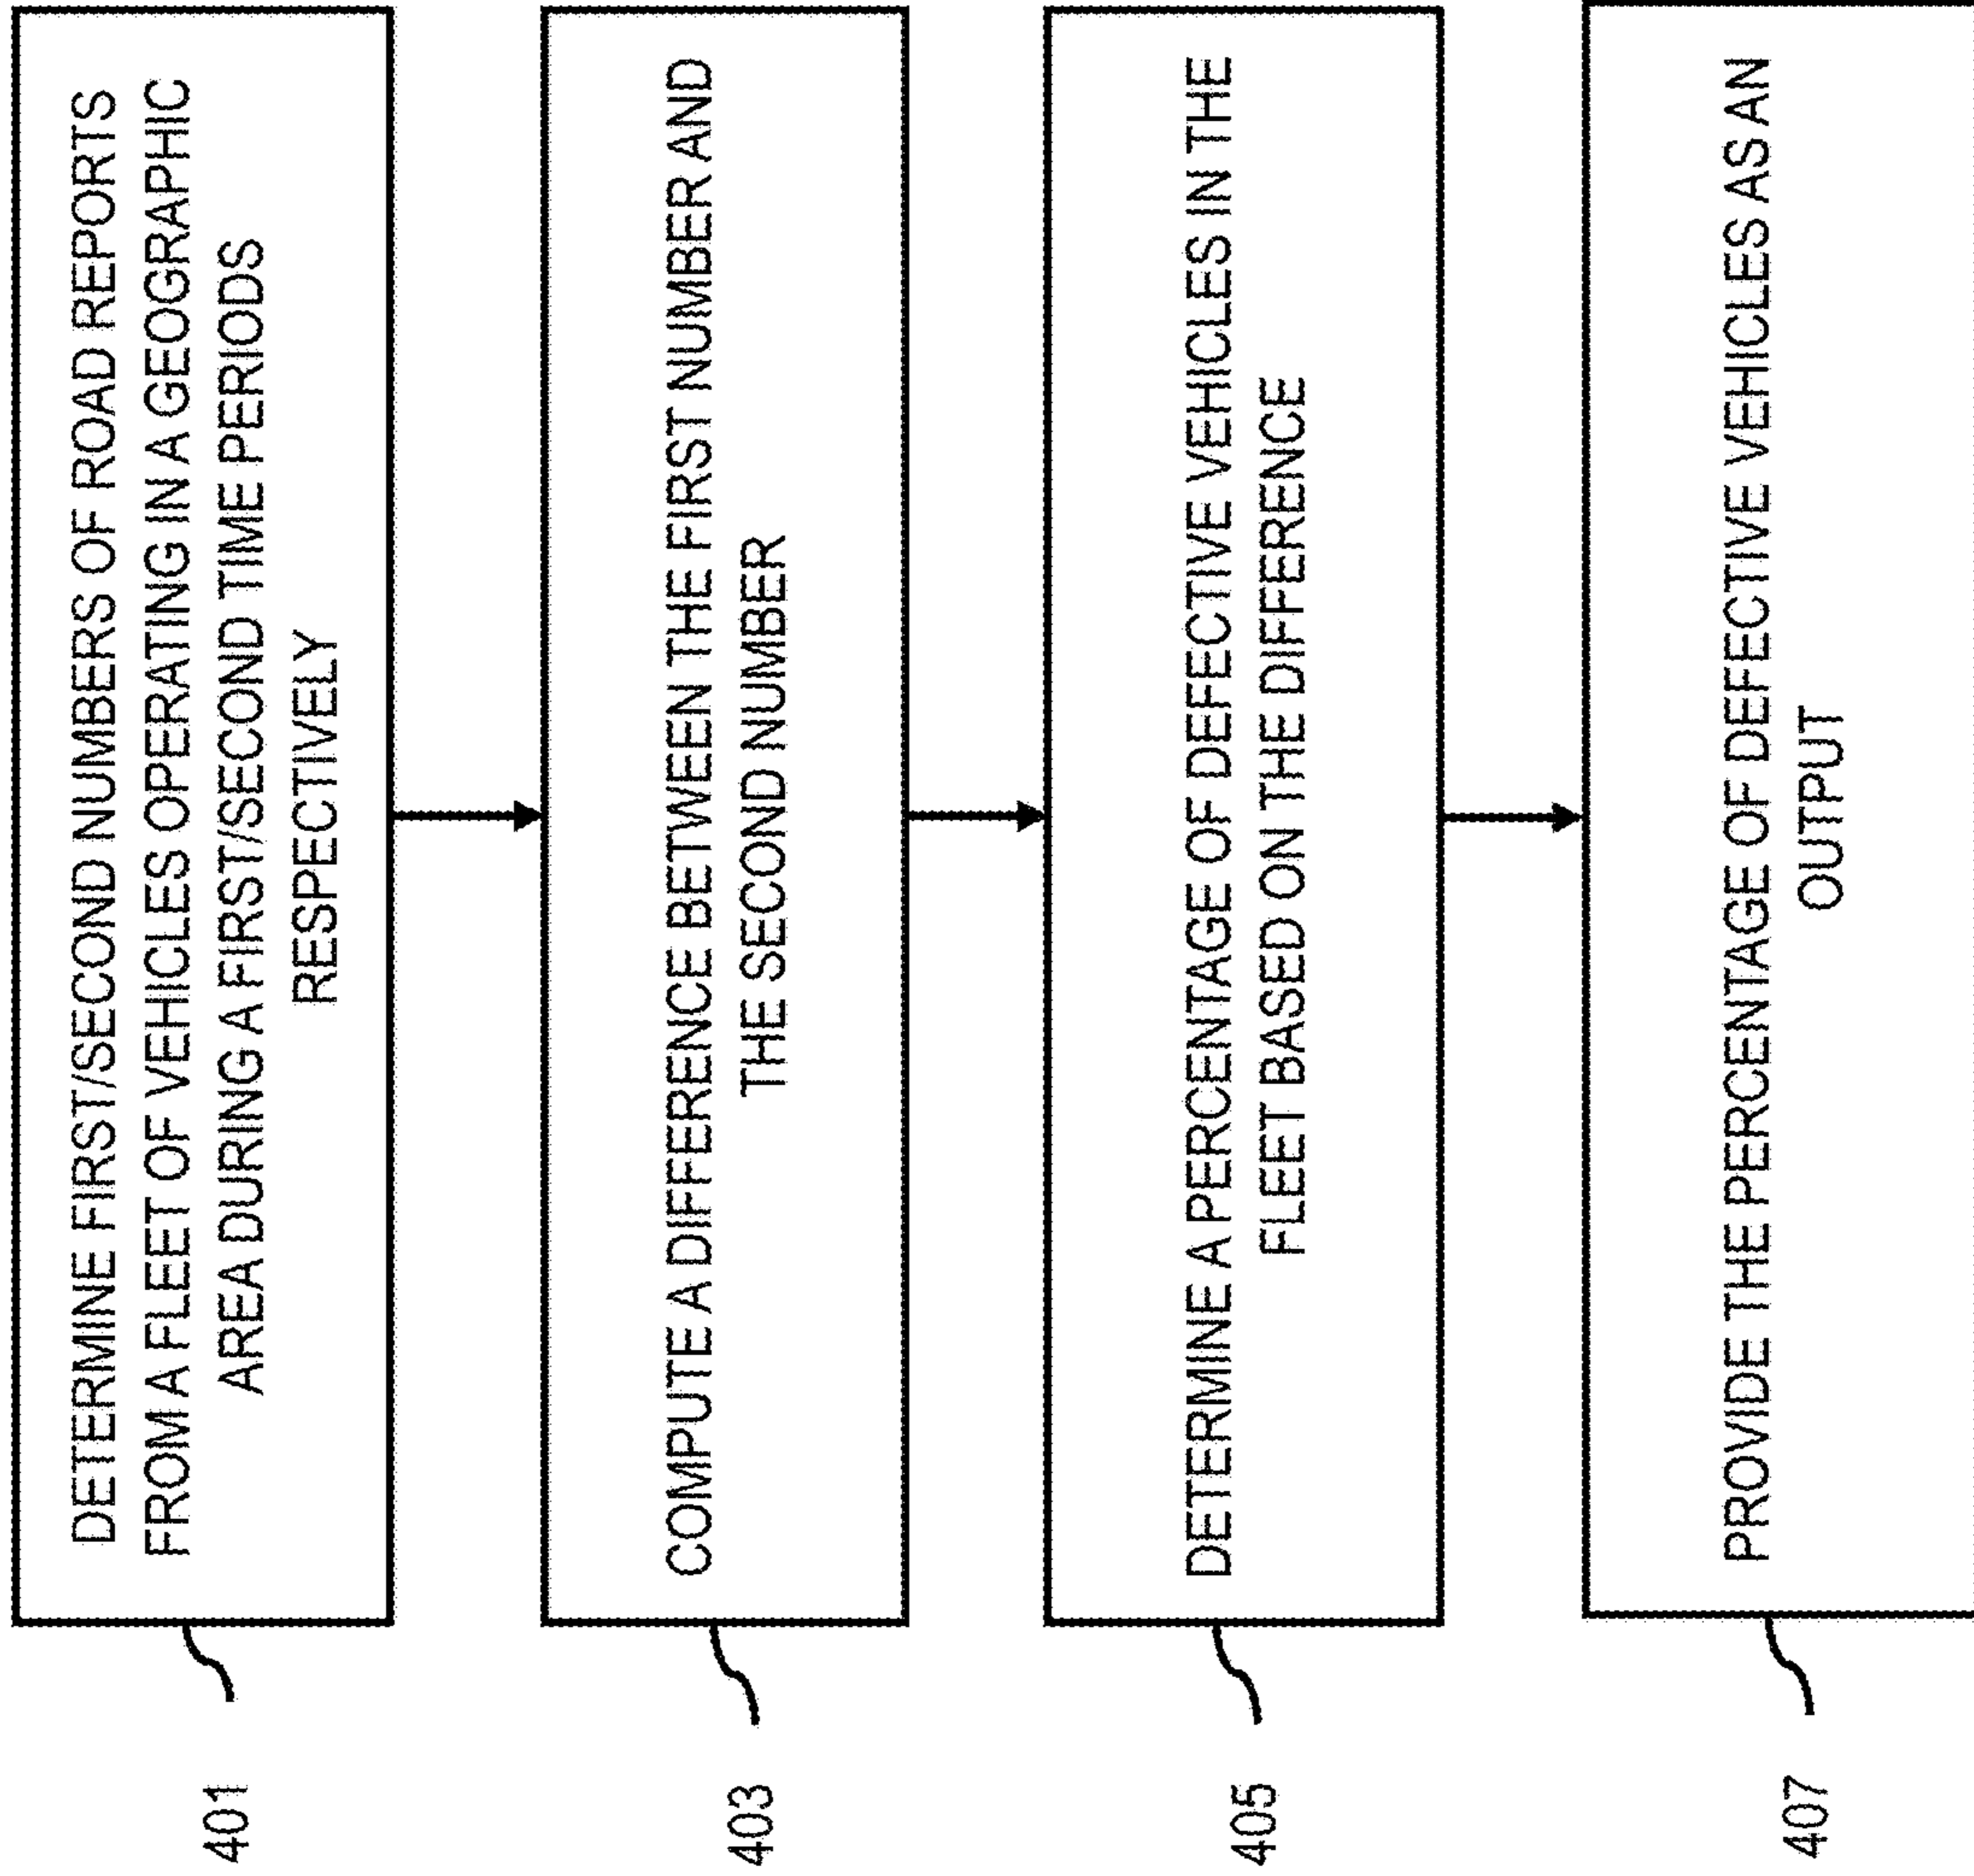 401
DETERMINE FIRST/SECOND NUMBERS OF ROAD REPORTS
FROM A FLEET OF VEHICLES OPERATING IN A GEOGRAPHIC
AREA DURING A FIRST/SECOND TIME PERIODS
RESPECTIVELY
403
COMPUTE A DIFFERENCE BETWEEN THE FIRST NUMBER AND
THE SECOND NUMBER
405
DETERMINE A PERCENTAGE OF DEFECTIVE VEHICLES IN THE
FLEET BASED ON THE DIFFERENCE
407
PROVIDE THE PERCENTAGE OF DEFECTIVE VEHICLES AS AN
OUTPUT